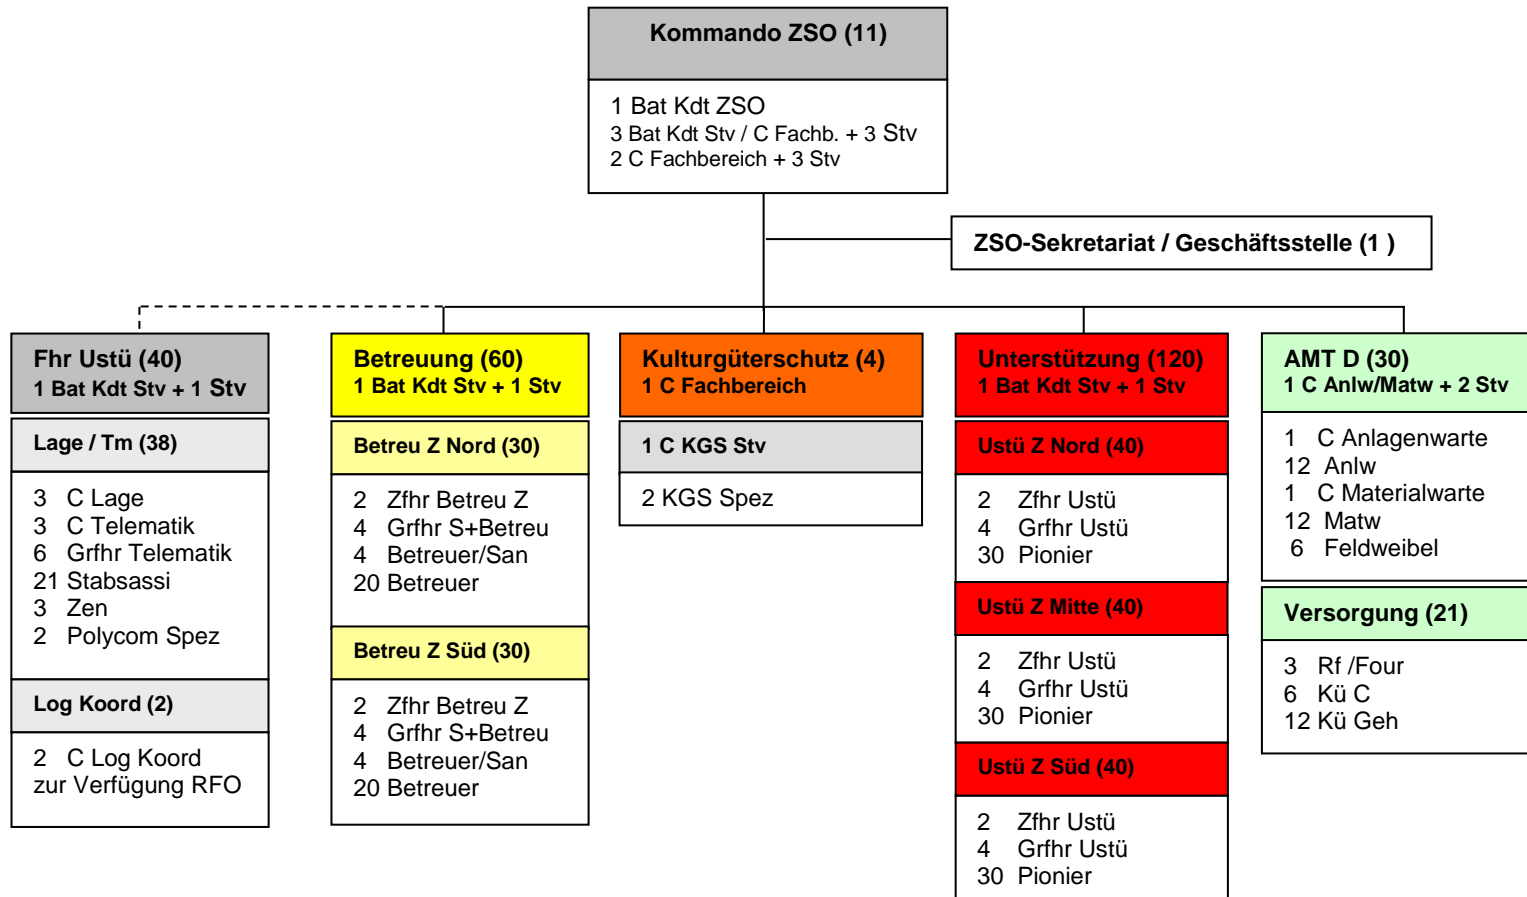 Kommando ZSO (11)
1 Bat Kdt ZSO
3 Bat Kdt Stv / C Fachb. + 3 Stv
2 C Fachbereich + 3 Stv
ZSO-Sekretariat / Geschäftsstelle (1 )
Fhr Ustü (40)
1 Bat Kdt Stv + 1 Stv
Lage / Tm (38)
3 C Lage
3 C Telematik
6 Grfhr Telematik
21 Stabsassi
3 Zen
2 Polycom Spez
Log Koord (2)
2 C Log Koord
zur Verfügung RFO
Betreuung (60)
1 Bat Kdt Stv + 1 Stv
Betreu Z Nord (30)
2 Zfhr Betreu Z
4 Grfhr S+Betreu
4 Betreuer/San
20 Betreuer
Betreu Z Süd (30)
2 Zfhr Betreu Z
4 Grfhr S+Betreu
4 Betreuer/San
20 Betreuer
Kulturgüterschutz (4)
1 C Fachbereich
1 C KGS Stv
2 KGS Spez
Unterstützung (120)
1 Bat Kdt Stv + 1 Stv
Ustü Z Nord (40)
2 Zfhr Ustü
4 Grfhr Ustü
30 Pionier
Ustü Z Mitte (40)
2 Zfhr Ustü
4 Grfhr Ustü
30 Pionier
Ustü Z Süd (40)
2 Zfhr Ustü
4 Grfhr Ustü
30 Pionier
AMT D (30)
1 C Anlw/Matw + 2 Stv
1 C Anlagenwarte
12 Anlw
1 C Materialwarte
12 Matw
6 Feldweibel
Versorgung (21)
3 Rf /Four
6 Kü C
12 Kü Geh